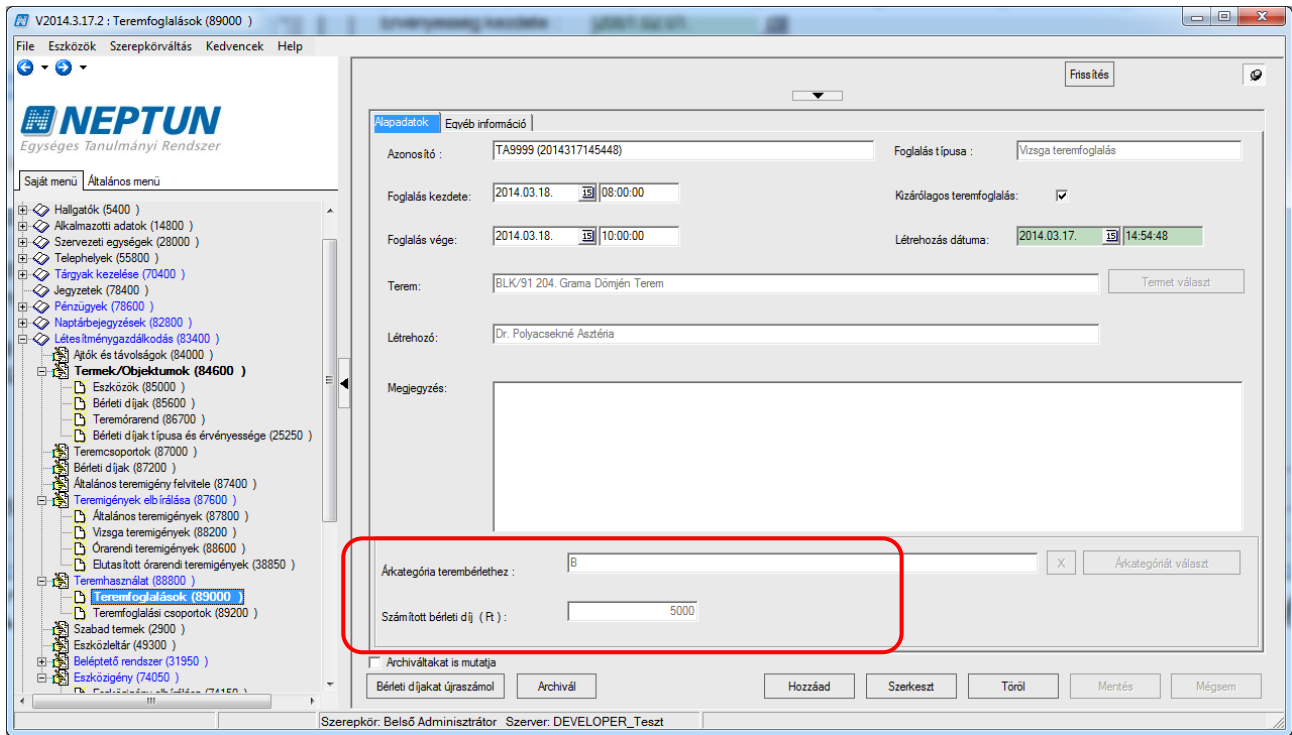 V2014.3.17.2 : Teremfoglalások (89000 )
File Eszközök Szerepkörváltás Kedvencek Help
Frissítés
NEPTUN
Egységes Tanulmányi Rendszer
Saját menü Általános menü
Hallgatók (5400 )
Alkalmazotti adatok (14800 )
Szervezeti egységek (28000 )
Telephelyek (55800 )
Tárgyak kezelése (70400 )
Jegyzetek (78400 )
Pénzügyek (78600 )
Naptárbejegyzések (82800 )
Létesítménygazdálkodás (83400 )
Ajtók és távolságok (84000 )
Termek/Objektumok (84600 )
Eszközök (85000 )
Bérleti díjak (85600 )
Teremórarend (86700 )
Bérleti díjak típusa és érvényessége (25250 )
Teremcsoportok (87000 )
Bérleti díjak (87200 )
Általános teremigény felvitele (87400 )
Teremigények elbírálása (87600 )
Általános teremigények (87800 )
Vizsga teremigények (88200 )
Órarendi teremigények (88600 )
Elutasított órarendi teremigények (38850 )
Teremhasználat (88800 )
Teremfoglalások (89000 )
Teremfoglalási csoportok (89200 )
Szabad termek (2900 )
Eszközleltár (49300 )
Beléptető rendszer (31950 )
Eszközigény (74050 )
Alapadatok Egyéb információ
Azonosító : TA9999 (2014317145448) Foglalás típusa : Vizsga teremfoglalás
Foglalás kezdete: 2014.03.18. 15 08:00:00 Kizárólagos teremfoglalás:
Foglalás vége: 2014.03.18. 15 10:00:00 Létrehozás dátuma: 2014.03.17. 15 14:54:48
Terem: BLK/91 204. Grama Dömjén Terem Termet választ
Létrehozó: Dr. Polyacsekné Asztéria
Megjegyzés:
Árkategória terembérlethez : B X Árkategóriát választ
Számított bérleti díj ( Ft ) : 5000
Archiváltakat is mutatja
Bérleti díjakat újraszámol Archivál Hozzáad Szerkeszt Töröl Mentés Mégsem
Szerepkör: Belső Adminisztrátor Szerver: DEVELOPER_Teszt